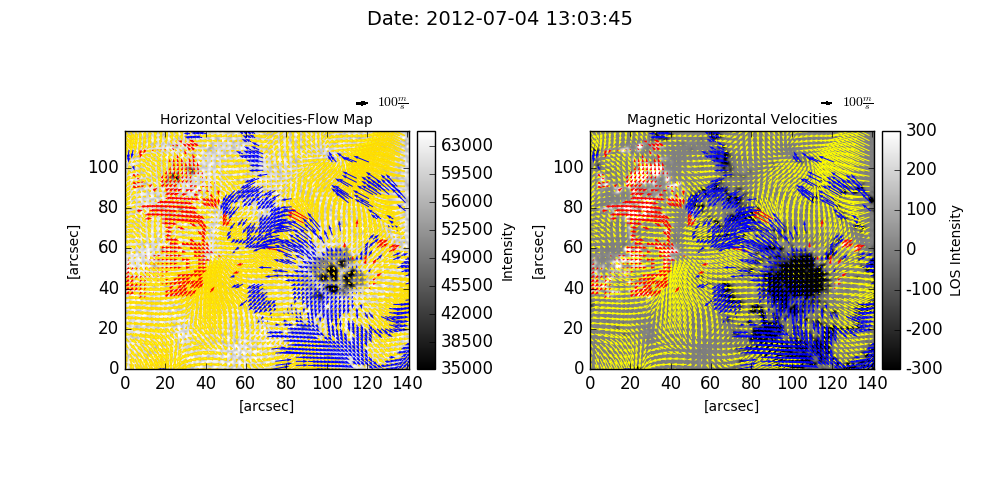 Date: 2012-07-04 13:03:45
100 m/s
Horizontal Velocities-Flow Map
100
80
60
40
20
0
0 20 40 60 80 100 120 140
[arcsec]
[arcsec]
63000
59500
56000
52500
49000
45500
42000
38500
35000
Intensity
100 m/s
Magnetic Horizontal Velocities
100
80
60
40
20
0
0 20 40 60 80 100 120 140
[arcsec]
[arcsec]
300
200
100
0
-100
-200
-300
LOS Intensity